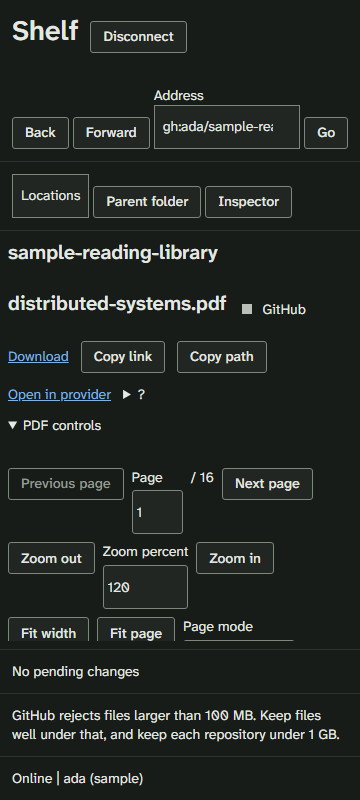 Shelf
Disconnect
Address
Back
Forward
gh:ada/sample-rea
Go
Locations
Parent folder
Inspector
sample-reading-library
distributed-systems.pdf
GitHub
Download
Copy link
Copy path
Open in provider
?
PDF controls
Previous page
Page
/ 16
Next page
1
Zoom out
Zoom percent
Zoom in
120
Fit width
Fit page
Page mode
No pending changes
GitHub rejects files larger than 100 MB. Keep files
well under that, and keep each repository under 1 GB.
Online | ada (sample)